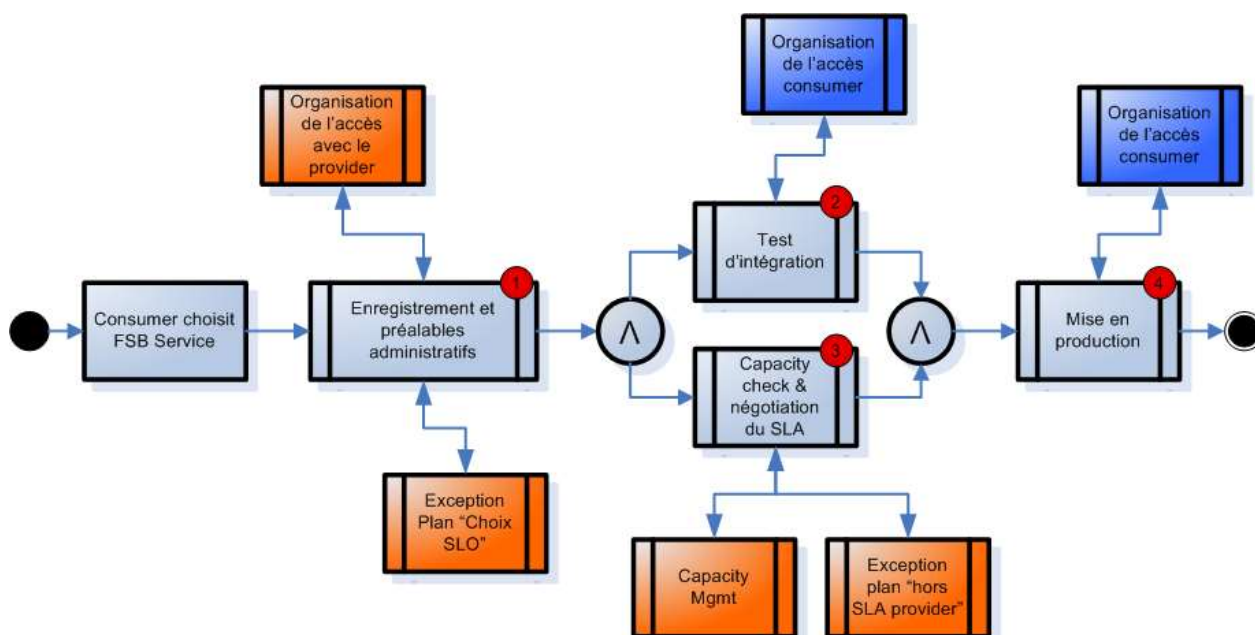 Organisation
de l'accès
consumer
Organisation
de l'accès
avec le
provider
Organisation
de l'accès
consumer
2
Test
d'intégration
1
Enregistrement et
préalables
administratifs
4
Mise en
production
Consumer choisit
FSB Service
Λ
Λ
3
Capacity
check &
négotiation
du SLA
Exception
Plan “Choix
SLO”
Capacity
Mgmt
Exception
plan “hors
SLA provider”